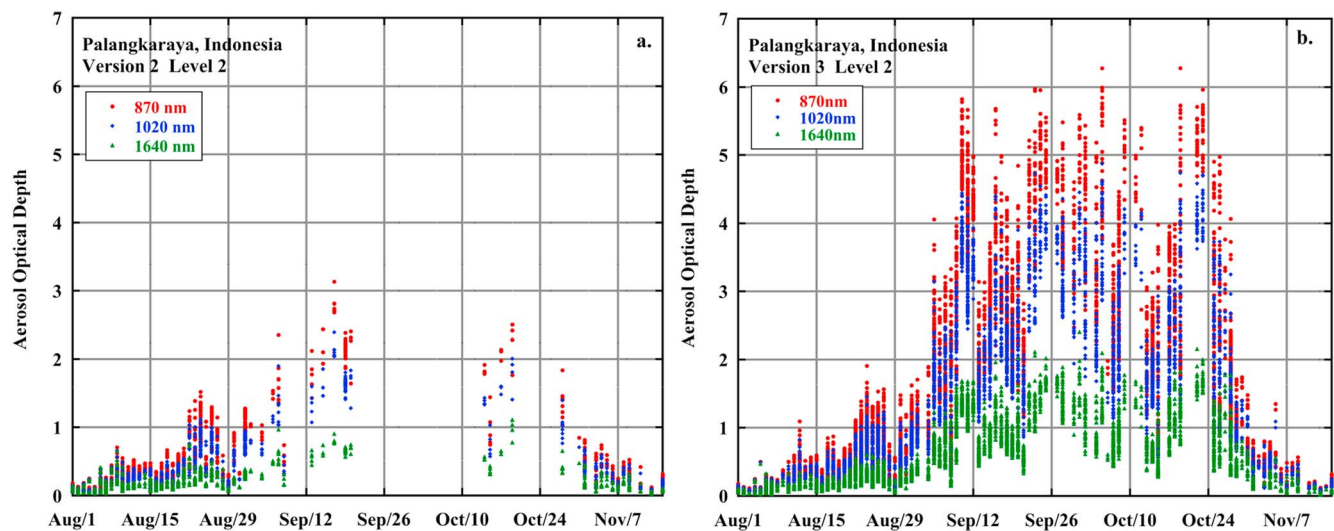 a.
Palangkaraya, Indonesia
Version 2 Level 2
870 nm
1020 nm
1640 nm
Aerosol Optical Depth
7
6
5
4
3
2
1
0
Aug/1 Aug/15 Aug/29 Sep/12 Sep/26 Oct/10 Oct/24 Nov/7
b.
Palangkaraya, Indonesia
Version 3 Level 2
870nm
1020nm
1640nm
Aerosol Optical Depth
7
6
5
4
3
2
1
0
Aug/1 Aug/15 Aug/29 Sep/12 Sep/26 Oct/10 Oct/24 Nov/7